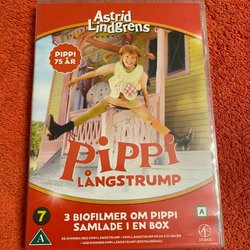 Astrid
Lindgrens
PIPPI
75 ÅR
PiPPi
LÅNGSTRUMP
7
3 BIOFILMER OM PIPPI
SAMLADE I EN BOX
A
A